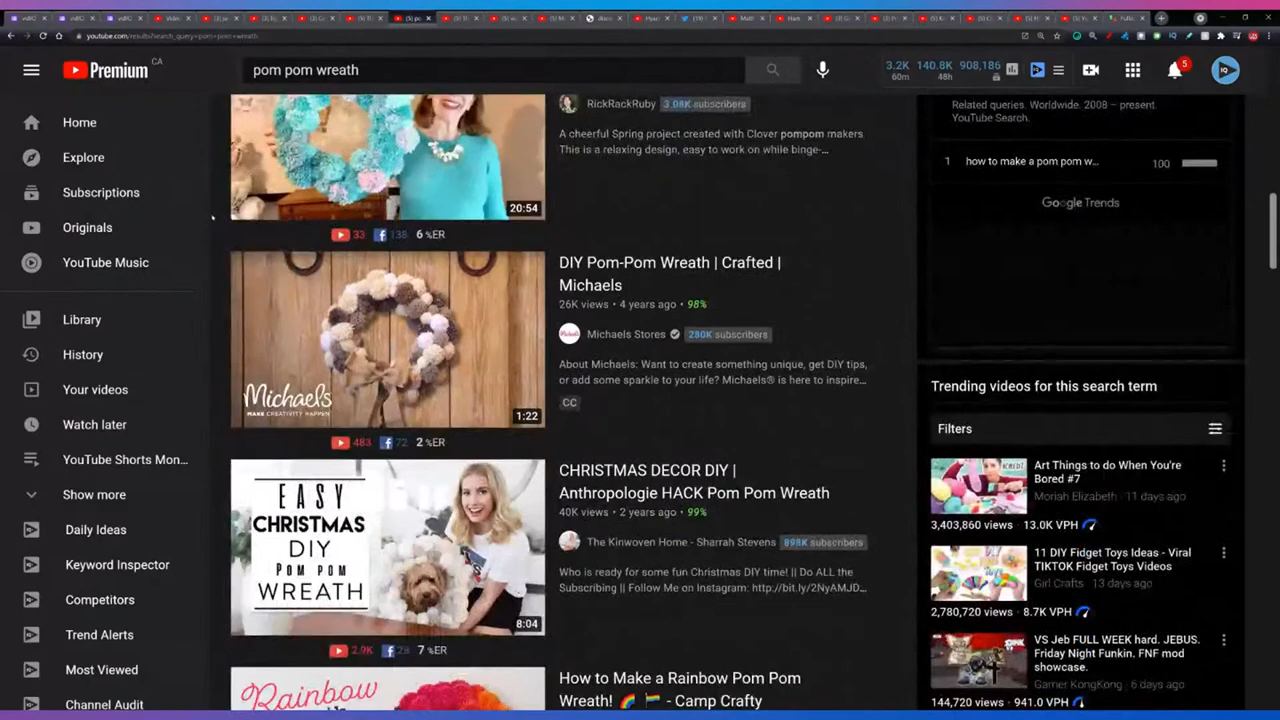 youtube.com/results?search_query=pom+pom+wreath
Premium CA
pom pom wreath
3.2K 140.8K 908,186
60m 48h
5
IQ
Home
Explore
Subscriptions
Originals
YouTube Music
Library
History
Your videos
Watch later
YouTube Shorts Mon...
Show more
Daily Ideas
Keyword Inspector
Competitors
Trend Alerts
Most Viewed
Channel Audit
20:54
RickRackRuby 3.08K subscribers
A cheerful Spring project created with Clover pompom makers.
This is a relaxing design, easy to work on while binge-...
33 138 6 %ER
Michaels
MAKE CREATIVITY HAPPEN
1:22
DIY Pom-Pom Wreath | Crafted |
Michaels
26K views • 4 years ago • 98%
Michaels Stores 280K subscribers
About Michaels: Want to create something unique, get DIY tips,
or add some sparkle to your life? Michaels® is here to inspire...
CC
483 72 2 %ER
EASY
CHRISTMAS
DIY
POM POM
WREATH
8:04
CHRISTMAS DECOR DIY |
Anthropologie HACK Pom Pom Wreath
40K views • 2 years ago • 99%
The Kinwoven Home - Sharrah Stevens 898K subscribers
Who is ready for some fun Christmas DIY time! || Do ALL the
Subscribing || Follow Me on Instagram: http://bit.ly/2NyAMJD...
2.9K 28 7 %ER
Rainbow
How to Make a Rainbow Pom Pom
Wreath! 🌈 🏳️‍🌈 - Camp Crafty
Related queries. Worldwide. 2008 – present.
YouTube Search.
1 how to make a pom pom w... 100
Google Trends
Trending videos for this search term
Filters
Art Things to do When You're
Bored #7
Moriah Elizabeth • 11 days ago
3,403,860 views • 13.0K VPH
11 DIY Fidget Toys Ideas - Viral
TIKTOK Fidget Toys Videos
Girl Crafts • 13 days ago
2,780,720 views • 8.7K VPH
VS Jeb FULL WEEK hard. JEBUS.
Friday Night Funkin. FNF mod
showcase.
Gamer KongKong • 6 days ago
144,720 views • 941.0 VPH